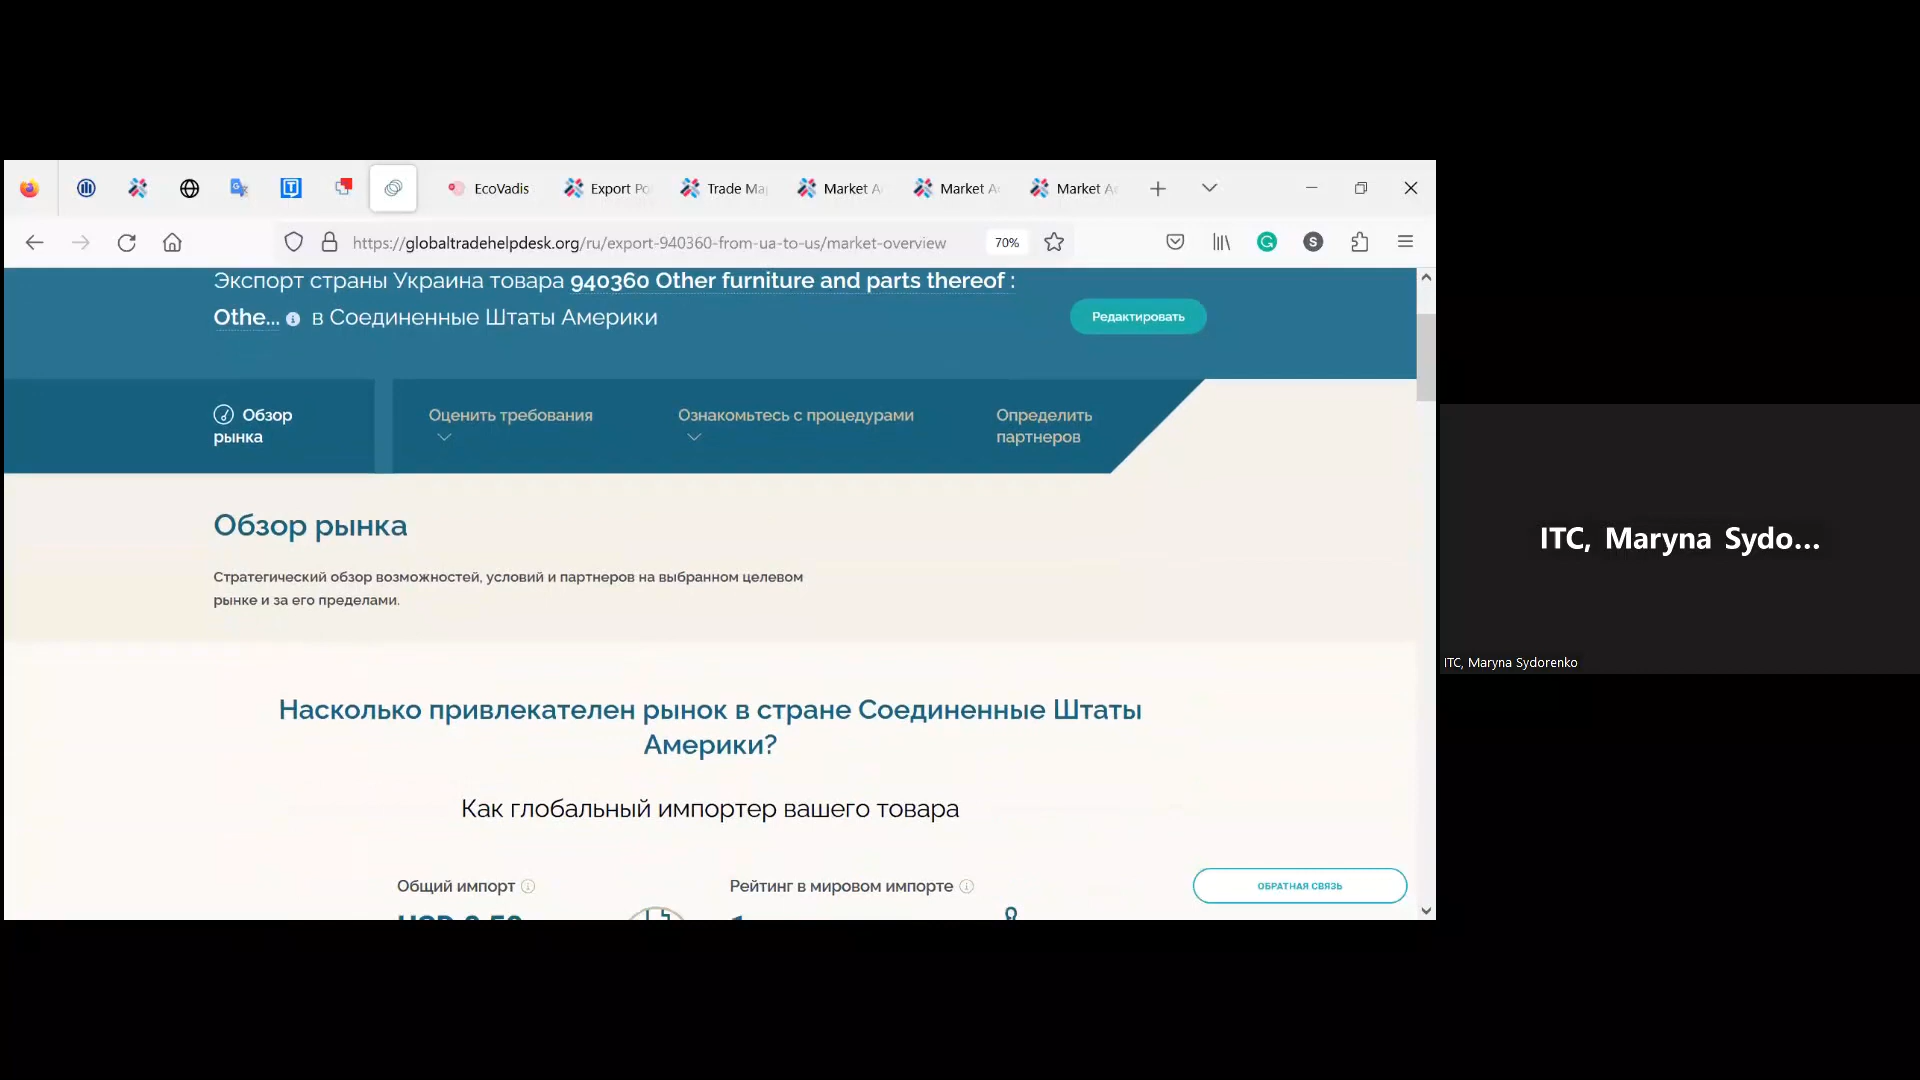 EcoVadis
Export Po
Trade Ma
Market A
Market A
Market A
https://globaltradehelpdesk.org/ru/export-940360-from-ua-to-us/market-overview
70%
S
Экспорт страны Украина товара 940360 Other furniture and parts thereof :
Othe... в Соединенные Штаты Америки
Редактировать
Обзор
рынка
Оценить требования
Ознакомьтесь с процедурами
Определить
партнеров
Обзор рынка
Стратегический обзор возможностей, условий и партнеров на выбранном целевом
рынке и за его пределами.
Насколько привлекателен рынок в стране Соединенные Штаты
Америки?
Как глобальный импортер вашего товара
Общий импорт
Рейтинг в мировом импорте
ОБРАТНАЯ СВЯЗЬ
ITC, Maryna Sydo...
ITC, Maryna Sydorenko